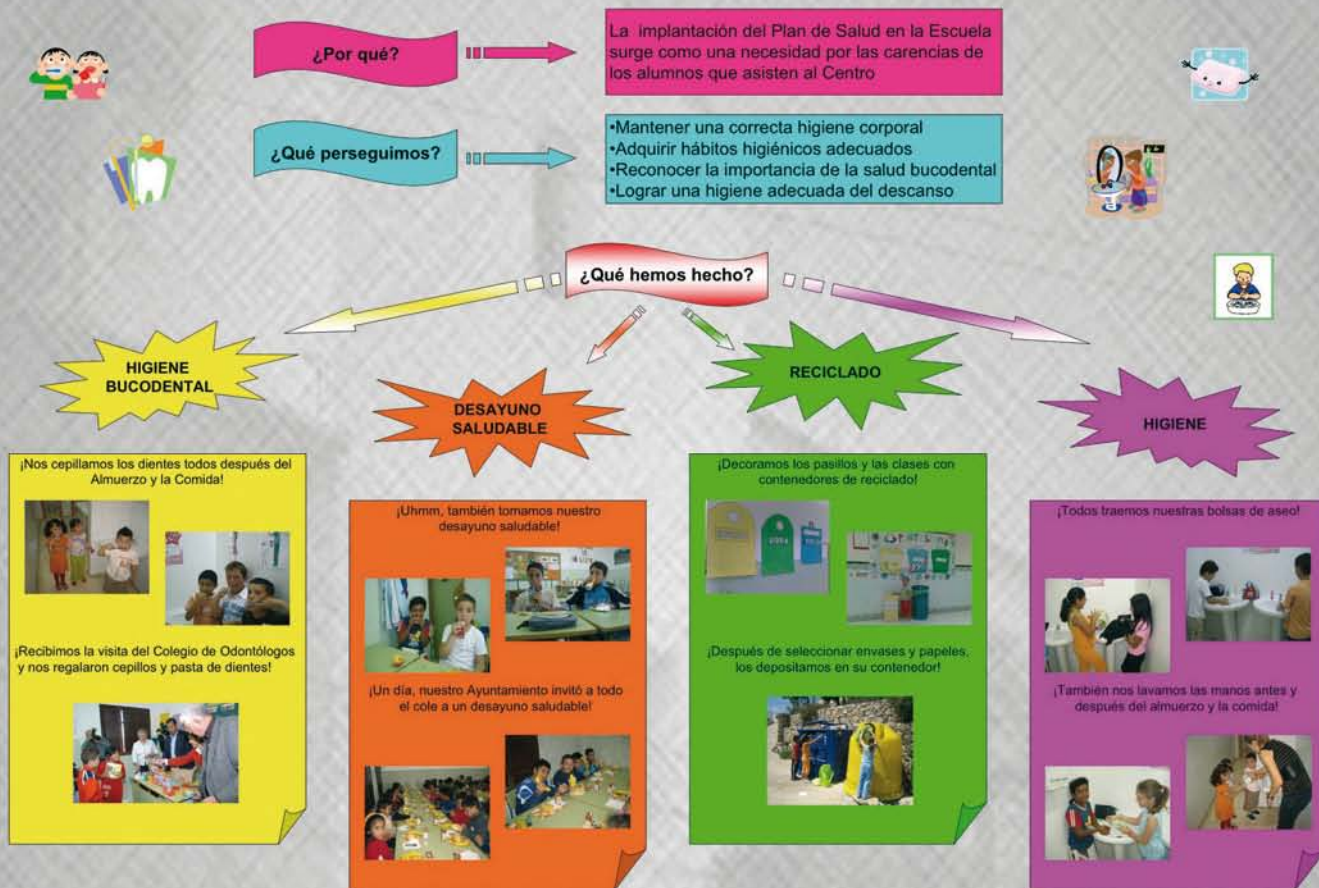 ¿Por qué?
La implantación del Plan de Salud en la Escuela
surge como una necesidad por las carencias de
los alumnos que asisten al Centro
¿Qué perseguimos?
•Mantener una correcta higiene corporal
•Adquirir hábitos higiénicos adecuados
•Reconocer la importancia de la salud bucodental
•Lograr una higiene adecuada del descanso
¿Qué hemos hecho?
HIGIENE
BUCODENTAL
¡Nos cepillamos los dientes todos después del
Almuerzo y la Comida!
¡Recibimos la visita del Colegio de Odontólogos
y nos regalaron cepillos y pasta de dientes!
DESAYUNO
SALUDABLE
¡Uhmm, también tomamos nuestro
desayuno saludable!
¡Un día, nuestro Ayuntamiento invitó a todo
el cole a un desayuno saludable!
RECICLADO
¡Decoramos los pasillos y las clases con
contenedores de reciclado!
¡Después de seleccionar envases y papeles,
los depositamos en su contenedor!
HIGIENE
¡Todos traemos nuestras bolsas de aseo!
¡También nos lavamos las manos antes y
después del almuerzo y la comida!